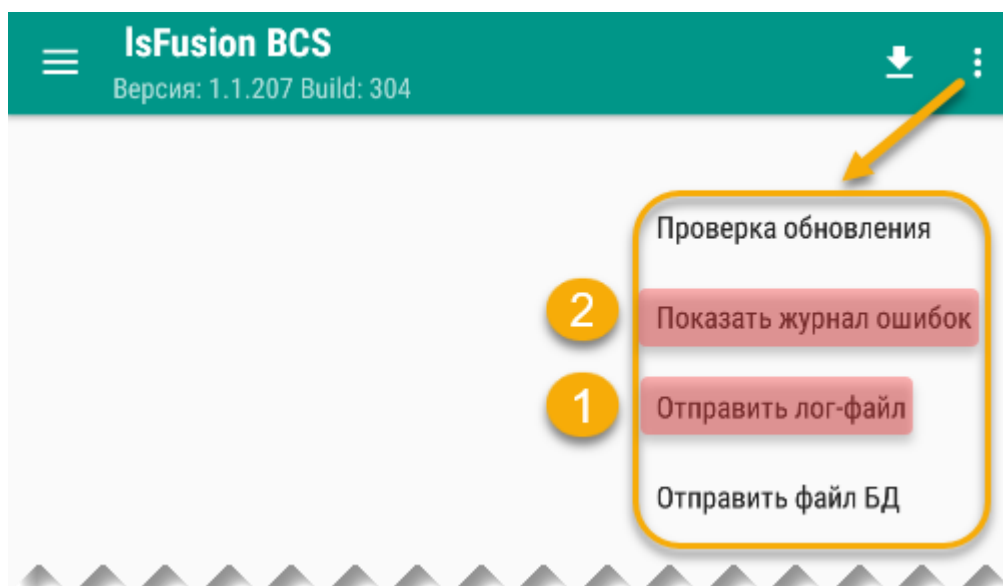 lsFusion BCS
Версия: 1.1.207 Build: 304
Проверка обновления
2
Показать журнал ошибок
1
Отправить лог-файл
Отправить файл БД